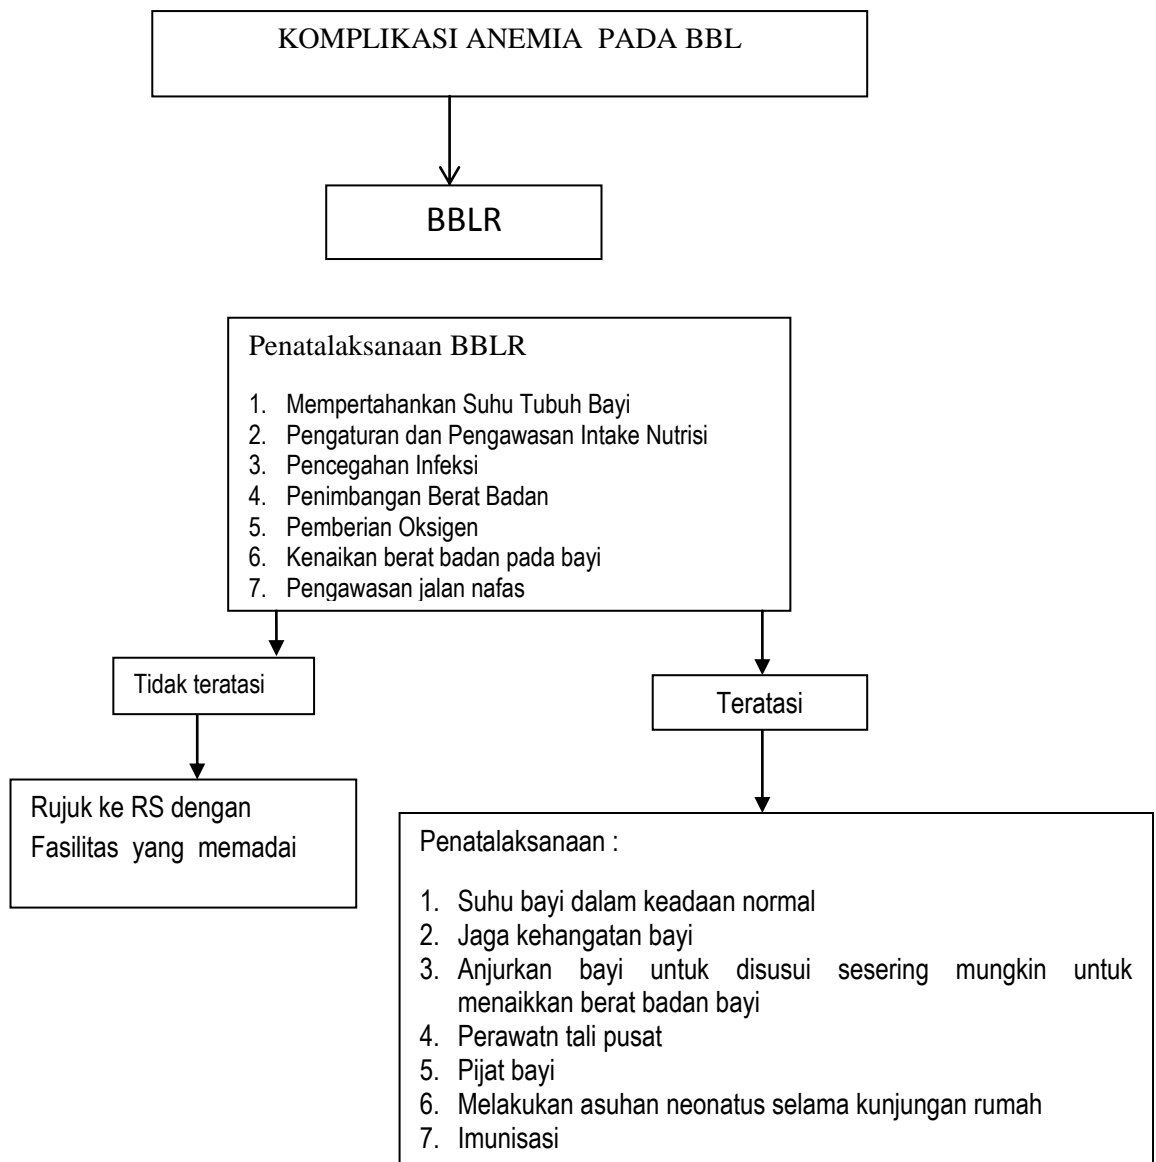 KOMPLIKASI ANEMIA PADA BBL
BBLR
Penatalaksanaan BBLR
1. Mempertahankan Suhu Tubuh Bayi
2. Pengaturan dan Pengawasan Intake Nutrisi
3. Pencegahan Infeksi
4. Penimbangan Berat Badan
5. Pemberian Oksigen
6. Kenaikan berat badan pada bayi
7. Pengawasan jalan nafas
Tidak teratasi
Teratasi
Rujuk ke RS dengan
Fasilitas yang memadai
Penatalaksanaan :
1. Suhu bayi dalam keadaan normal
2. Jaga kehangatan bayi
3. Anjurkan bayi untuk disusui sesering mungkin untuk
menaikkan berat badan bayi
4. Perawatn tali pusat
5. Pijat bayi
6. Melakukan asuhan neonatus selama kunjungan rumah
7. Imunisasi